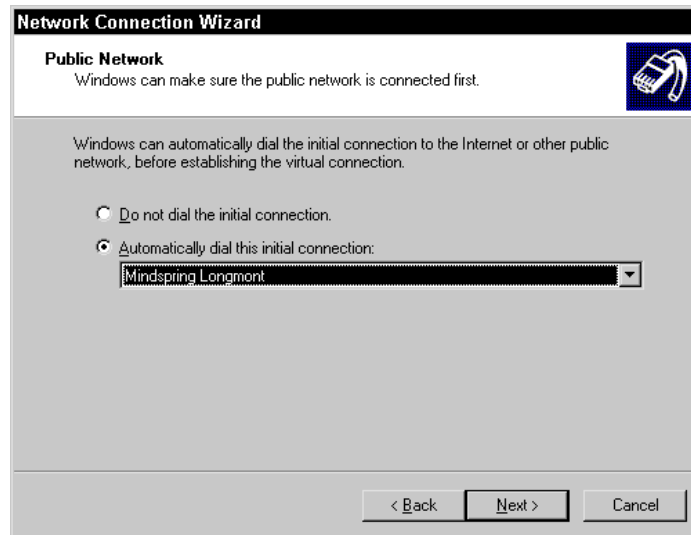 Network Connection Wizard
Public Network
Windows can make sure the public network is connected first.
Windows can automatically dial the initial connection to the Internet or other public
network, before establishing the virtual connection.
Do not dial the initial connection.
Automatically dial this initial connection:
Mindspring Longmont
< Back Next > Cancel